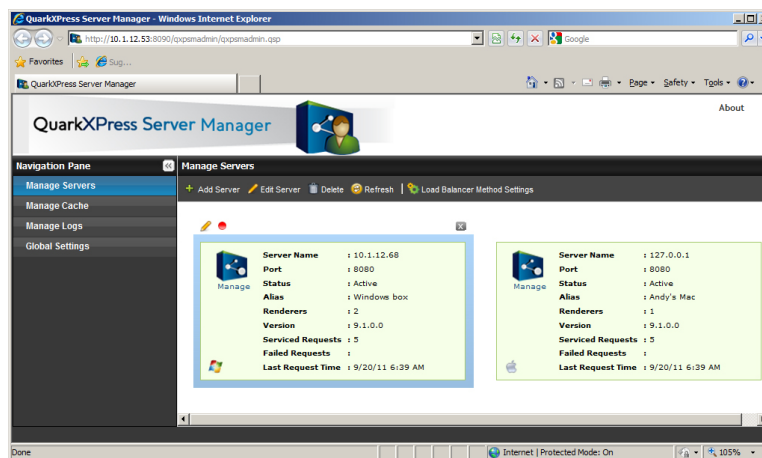 QuarkXPress Server Manager - Windows Internet Explorer
http://10.1.12.53:8090/qxpsmadmin/qxpsmadmin.qsp
Google
Favorites Sug...
QuarkXPress Server Manager
Page Safety Tools
About
QuarkXPress Server Manager
Navigation Pane
Manage Servers
Manage Cache
Manage Logs
Global Settings
Manage Servers
Add Server Edit Server Delete Refresh | Load Balancer Method Settings
Manage
Server Name : 10.1.12.68
Port : 8080
Status : Active
Alias : Windows box
Renderers : 2
Version : 9.1.0.0
Serviced Requests : 5
Failed Requests :
Last Request Time : 9/20/11 6:39 AM
Manage
Server Name : 127.0.0.1
Port : 8080
Status : Active
Alias : Andy's Mac
Renderers : 1
Version : 9.1.0.0
Serviced Requests : 5
Failed Requests :
Last Request Time : 9/20/11 6:39 AM
Done
Internet | Protected Mode: On
105%